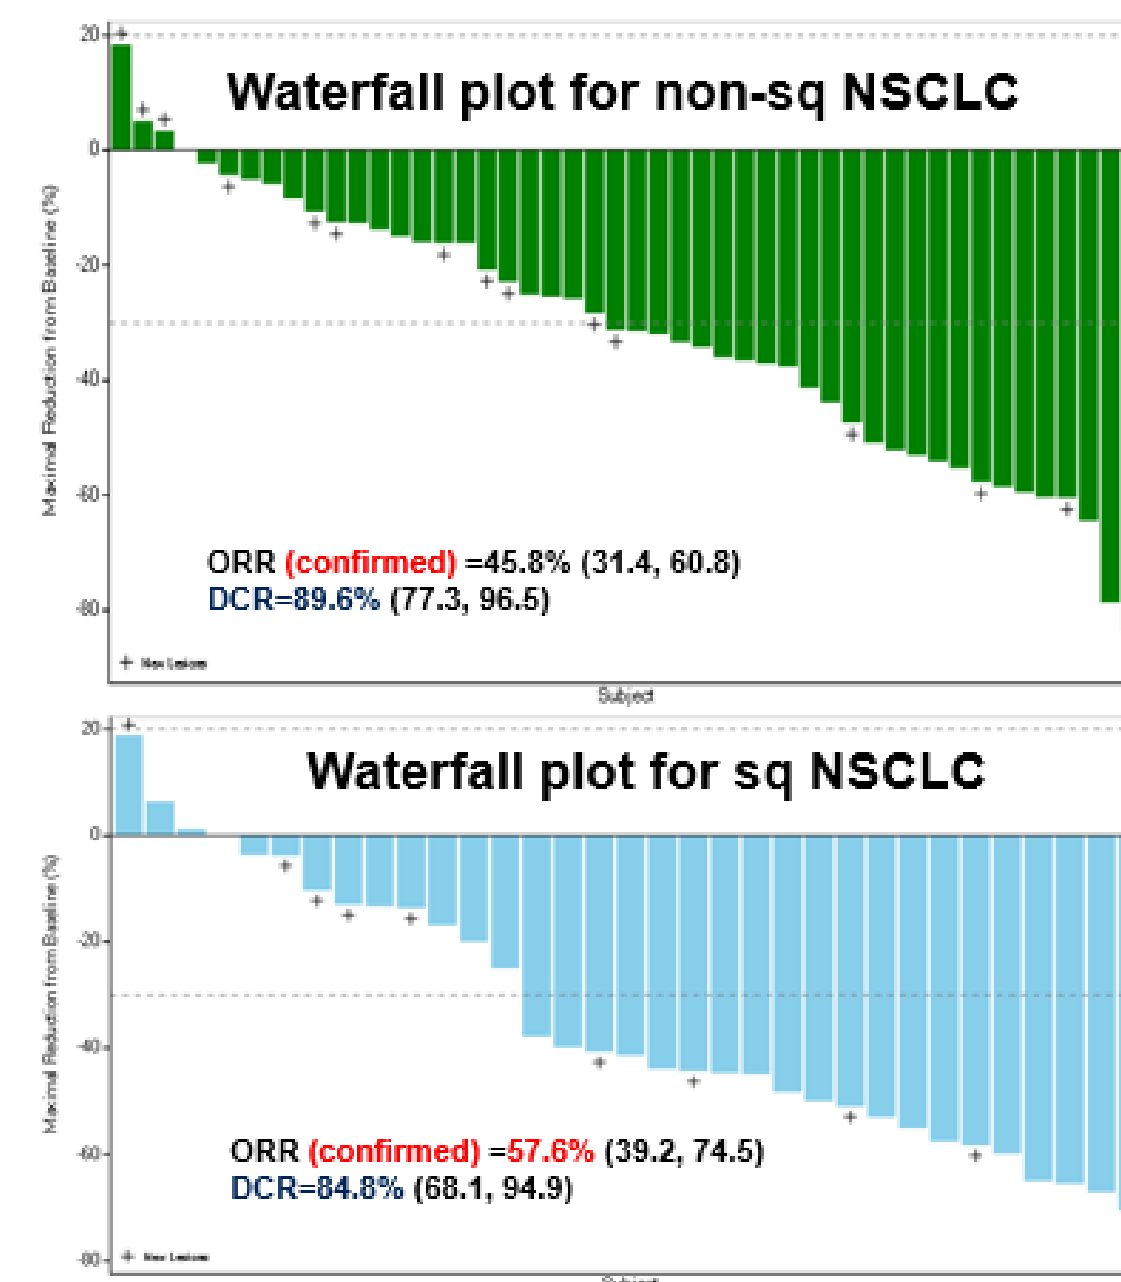 20
Waterfall plot for non-sq NSCLC
0
-20
-40
-60
-80
Maximal Reduction from Baseline (%)
ORR (confirmed) =45.8% (31.4, 60.8)
DCR=89.6% (77.3, 96.5)
+ New Lesions
Subject
20
Waterfall plot for sq NSCLC
0
-20
-40
-60
-80
Maximal Reduction from Baseline (%)
ORR (confirmed) =57.6% (39.2, 74.5)
DCR=84.8% (68.1, 94.9)
+ New Lesions
Subject